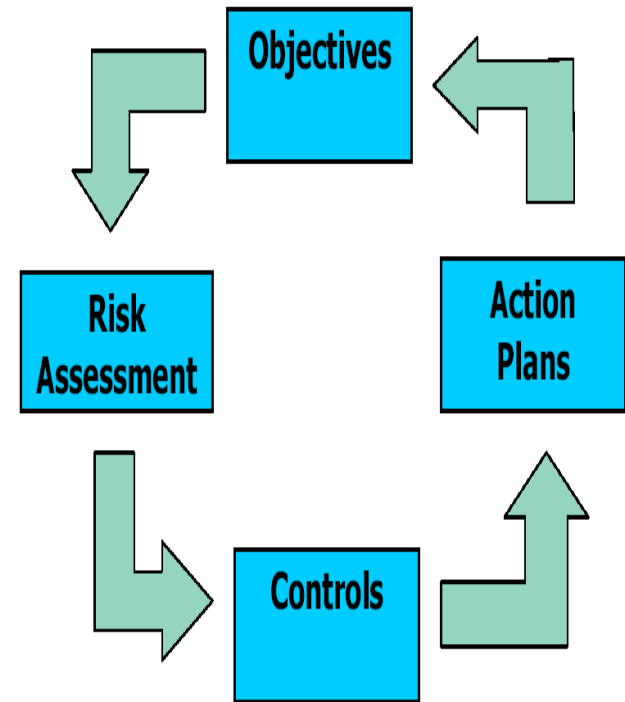 Objectives
Risk
Assessment
Action
Plans
Controls